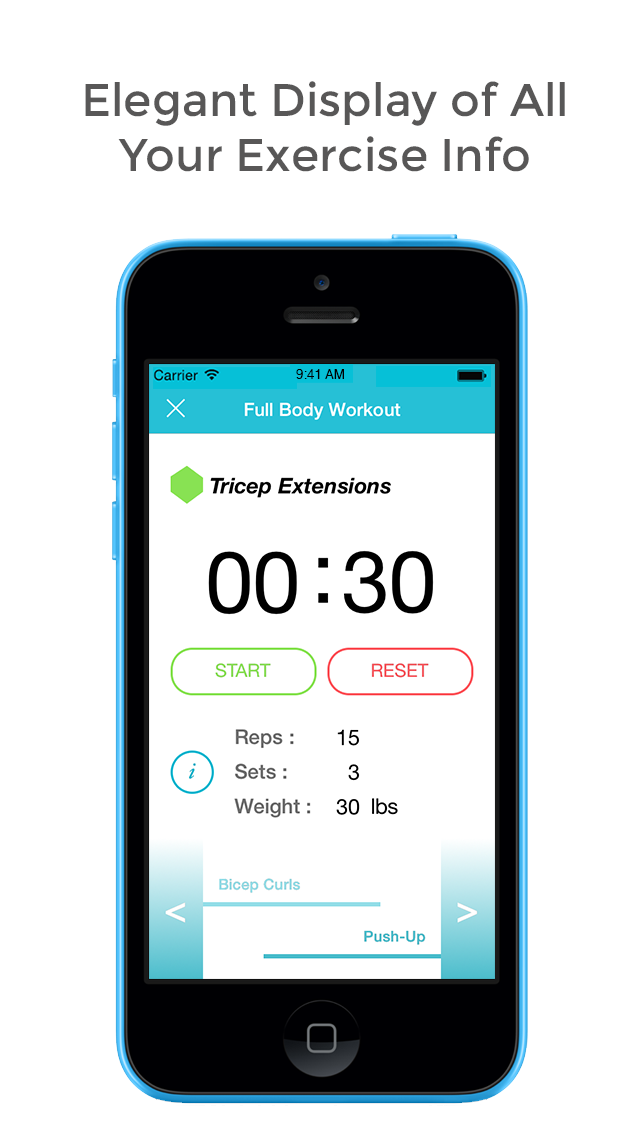 Elegant Display of All
Your Exercise Info
Carrier 9:41 AM
Full Body Workout
Tricep Extensions
00:30
START RESET
Reps : 15
i
Sets : 3
Weight : 30 lbs
Bicep Curls
< >
Push-Up